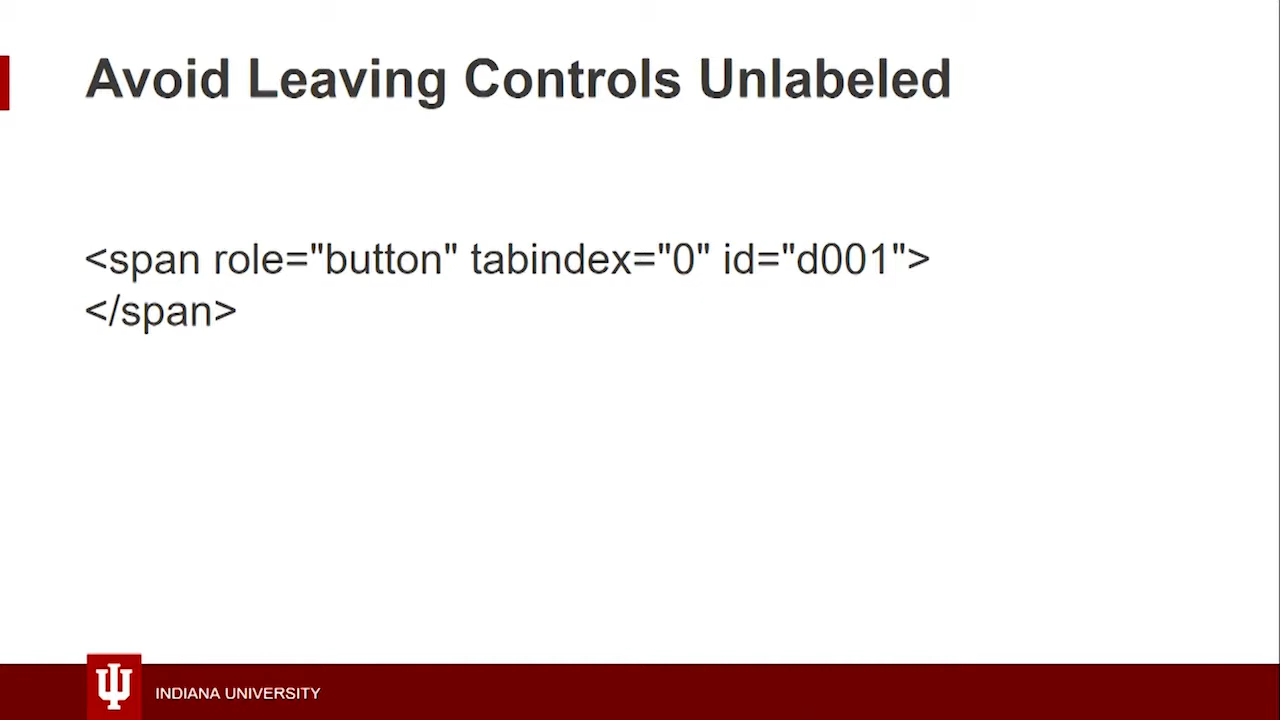 Avoid Leaving Controls Unlabeled
<span role="button" tabindex="0" id="d001">
</span>
INDIANA UNIVERSITY